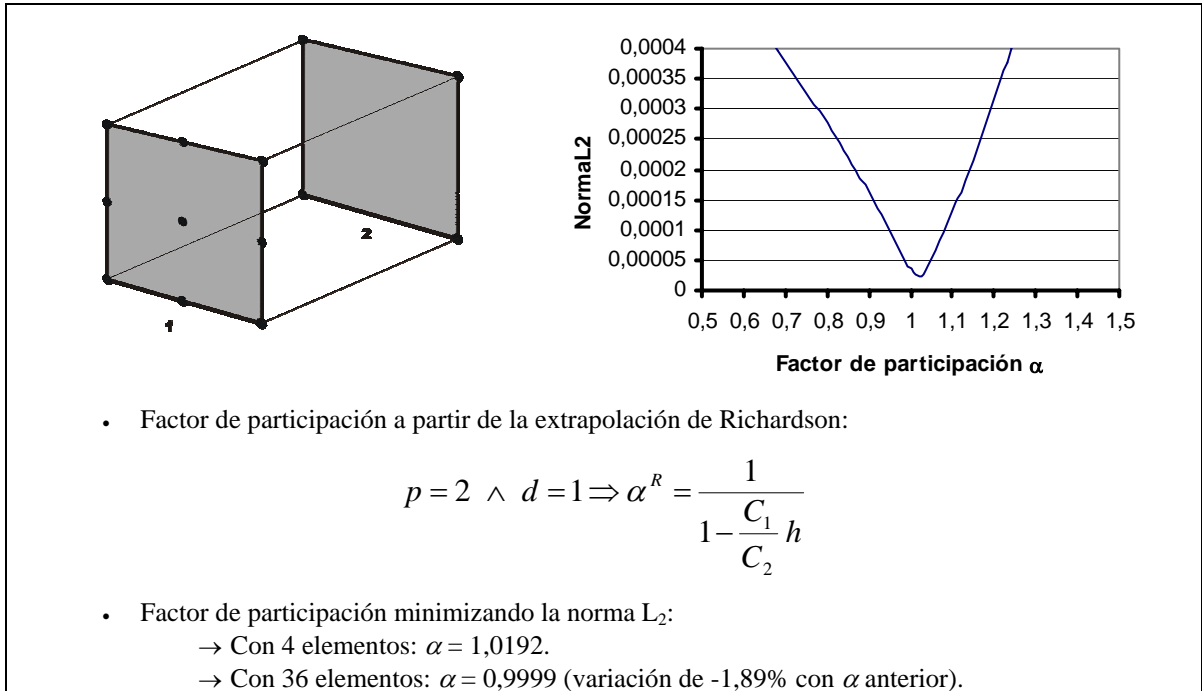 1
2
NormaL2
0,0004
0,00035
0,0003
0,00025
0,0002
0,00015
0,0001
0,00005
0
0,5 0,6 0,7 0,8 0,9 1 1,1 1,2 1,3 1,4 1,5
Factor de participación α
• Factor de participación a partir de la extrapolación de Richardson:
p = 2 ∧ d = 1 ⇒ α^R = 1 / (1 − (C₁/C₂) h)
• Factor de participación minimizando la norma L₂:
→ Con 4 elementos: α = 1,0192.
→ Con 36 elementos: α = 0,9999 (variación de -1,89% con α anterior).